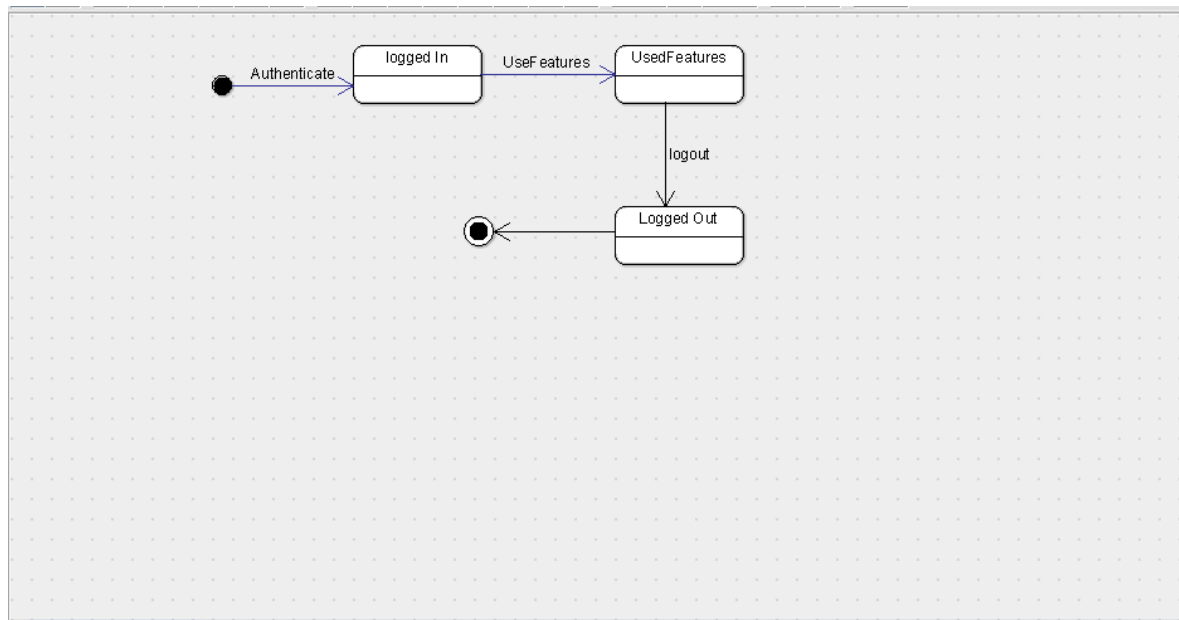 Authenticate
logged In
UseFeatures
UsedFeatures
logout
Logged Out